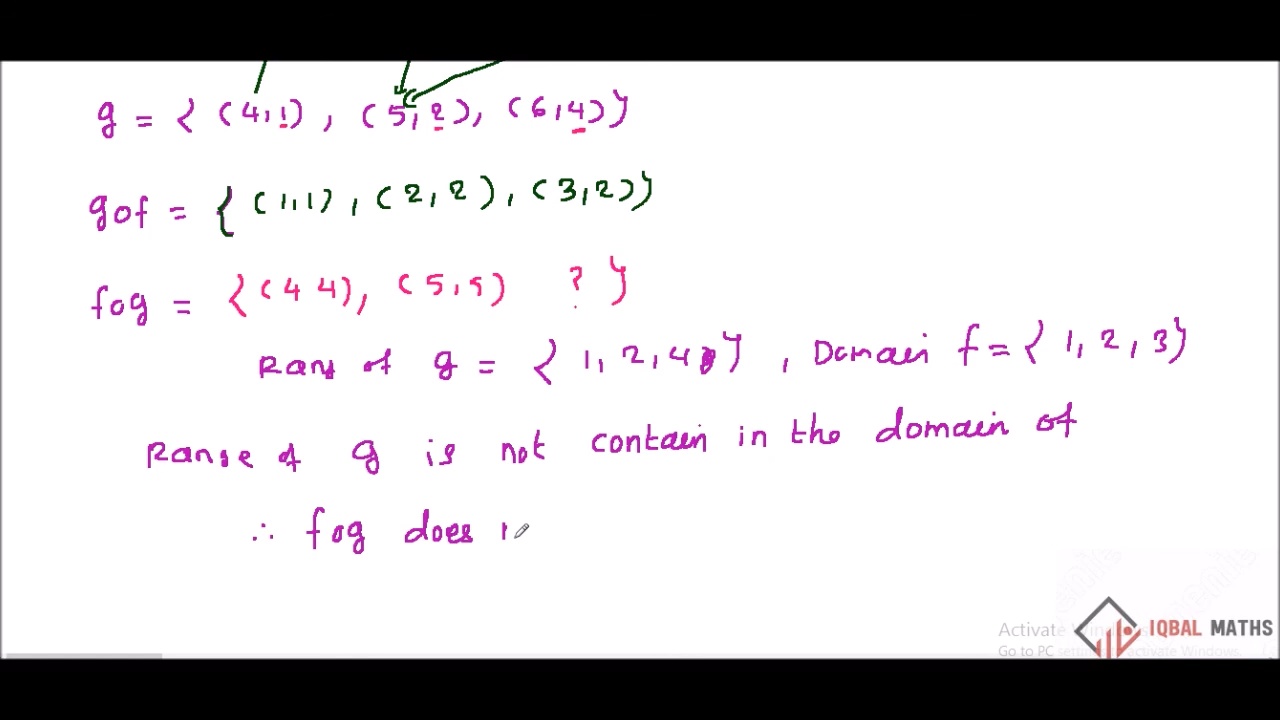 g = { (4,1) , (5,2), (6,4)}
gof = { (1,1) , (2,2) , (3,2)}
fog = {(4 4), (5,5) ? }
Rang of g = { 1, 2, 4 } , Domain f = { 1, 2, 3}
Range of g is not contain in the domain of
∴ fog does
Activate Windows
Go to PC settings to activate Windows.
IQBAL MATHS